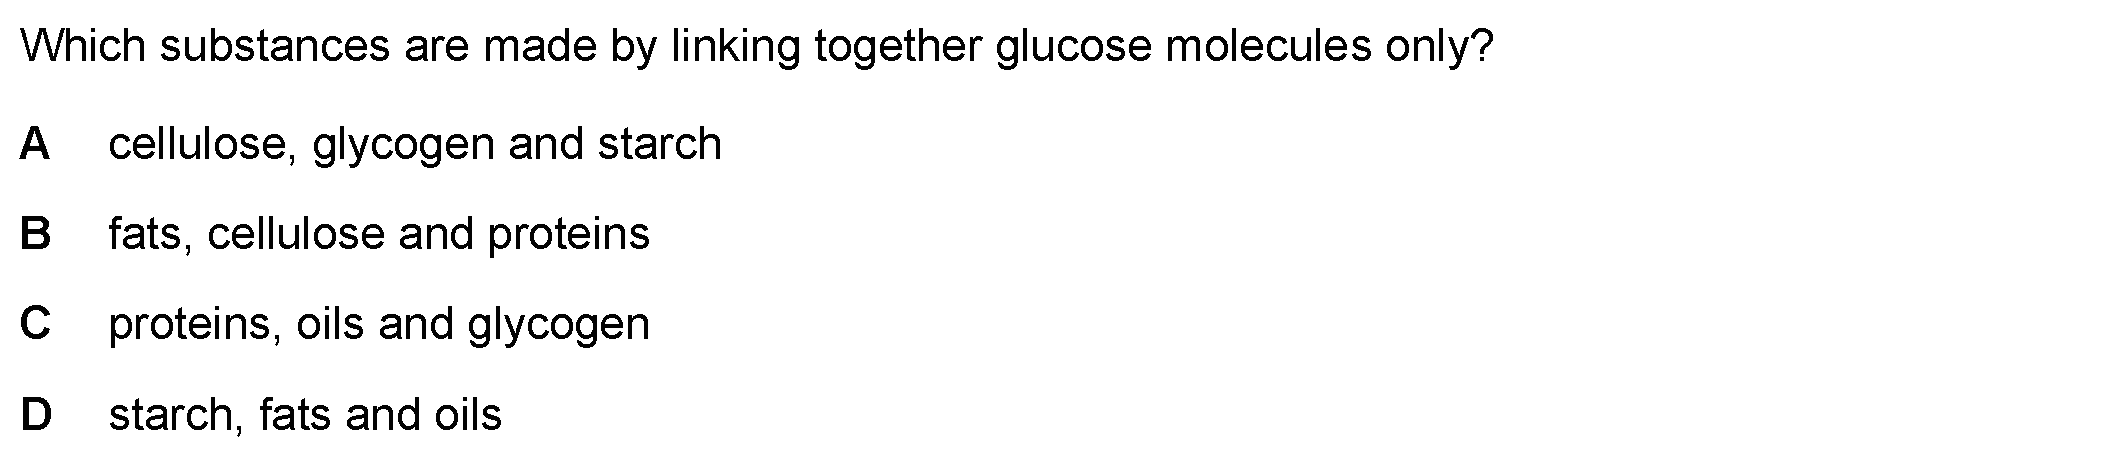 Which substances are made by linking together glucose molecules only?
A cellulose, glycogen and starch
B fats, cellulose and proteins
C proteins, oils and glycogen
D starch, fats and oils